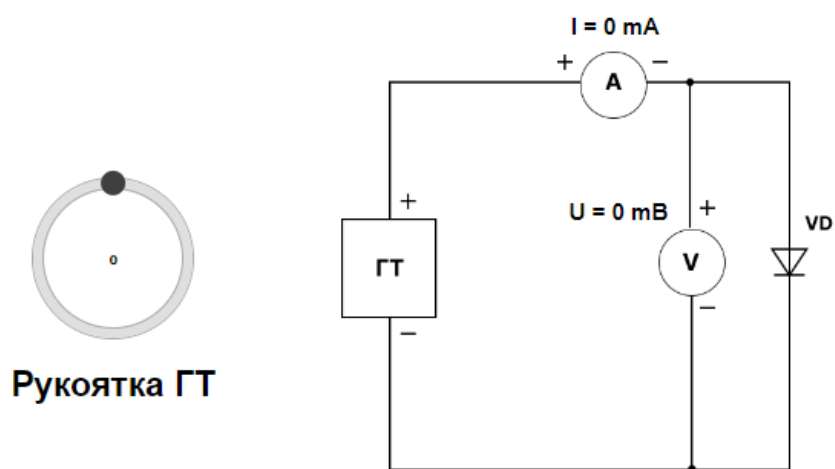 I = 0 mA
+ −
A
+
U = 0 mB
+
VD
0
ГТ
V
−
−
Рукоятка ГТ